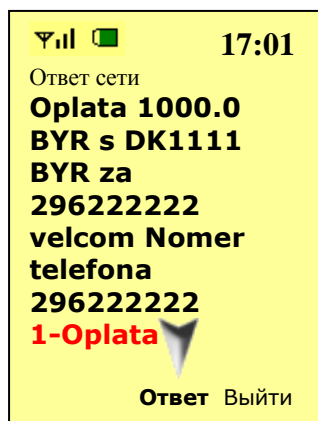 17:01
Ответ сети
Oplata 1000.0
BYR s DK1111
BYR za
296222222
velcom Nomer
telefona
296222222
1-Oplata
Ответ Выйти